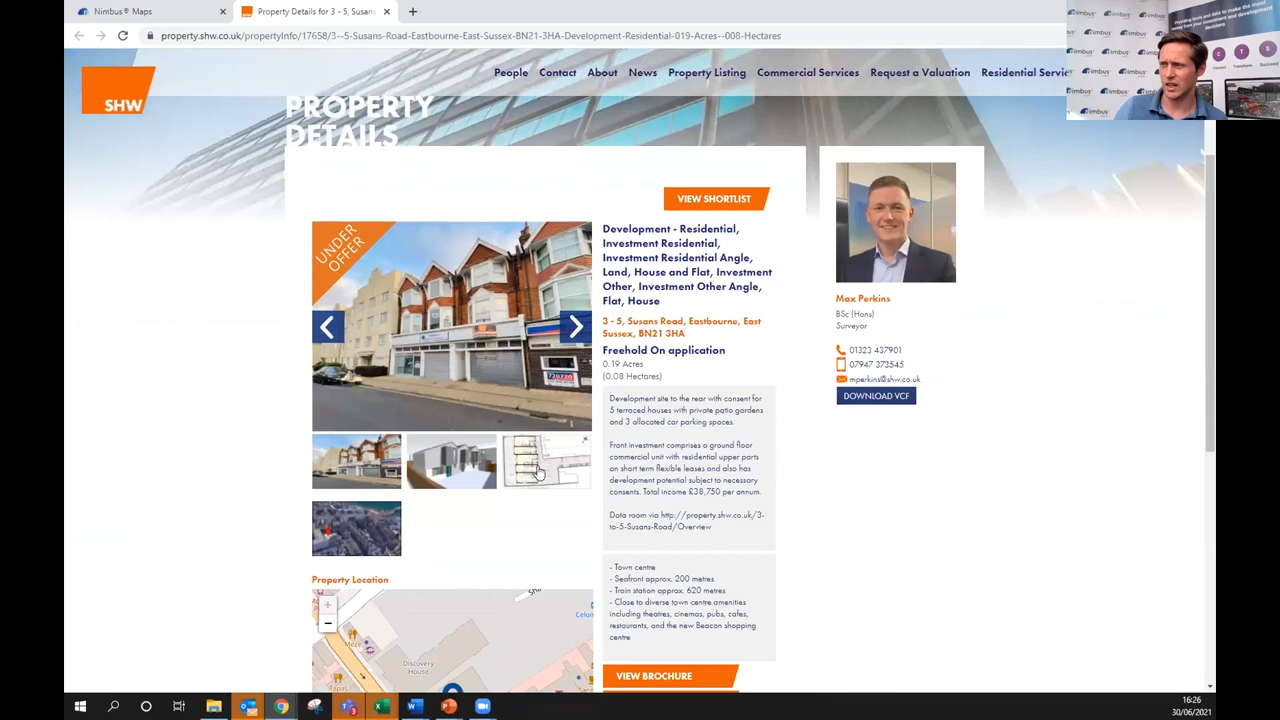 Nimbus® Maps
Property Details for 3 - 5, Susans
property.shw.co.uk/propertyInfo/17658/3--5-Susans-Road-Eastbourne-East-Sussex-BN21-3HA-Development-Residential-019-Acres--008-Hectares
SHW
People Contact About News Property Listing Commercial Services Request a Valuation Residential Servic
nimbus
PROPERTY
DETAILS
VIEW SHORTLIST
UNDER
OFFER
Development - Residential,
Investment Residential,
Investment Residential Angle,
Land, House and Flat, Investment
Other, Investment Other Angle,
Flat, House
3 - 5, Susans Road, Eastbourne, East
Sussex, BN21 3HA
Freehold On application
0.19 Acres
(0.08 Hectares)
Development site to the rear with consent for
5 terraced houses with private patio gardens
and 3 allocated car parking spaces.
Front investment comprises a ground floor
commercial unit with residential upper parts
on short term flexible leases and also has
development potential subject to necessary
consents. Total income £38,750 per annum.
Data room via http://property.shw.co.uk/3-
to-5-Susans-Road/Overview
- Town centre
- Seafront approx. 200 metres
- Train station approx. 620 metres
- Close to diverse town centre amenities
including theatres, cinemas, pubs, cafes,
restaurants, and the new Beacon shopping
centre
VIEW BROCHURE
Max Perkins
BSc (Hons)
Surveyor
01323 437901
07947 373545
mperkins@shw.co.uk
DOWNLOAD VCF
Property Location
+
−
Meze
Discovery
House
Tapas
16:26
30/06/2021